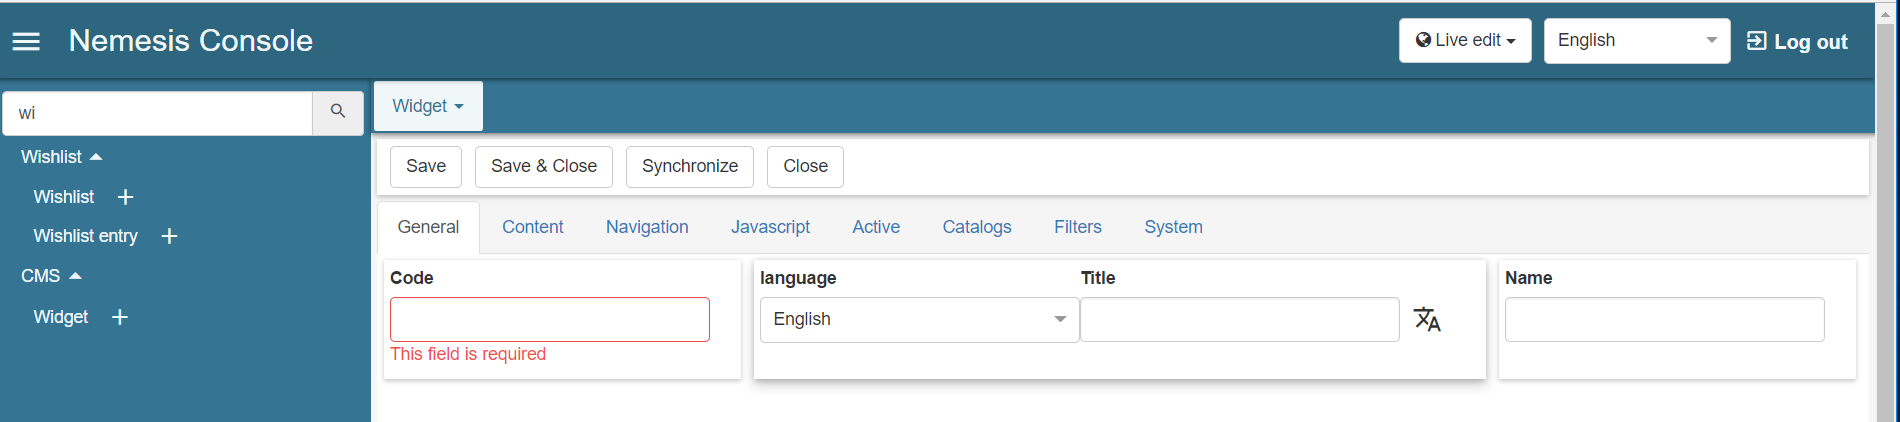 Nemesis Console
Live edit
English
Log out
wi
Wishlist
Wishlist
Wishlist entry
CMS
Widget
Widget
Save Save & Close Synchronize Close
General Content Navigation Javascript Active Catalogs Filters System
Code
This field is required
language
English
Title
Name